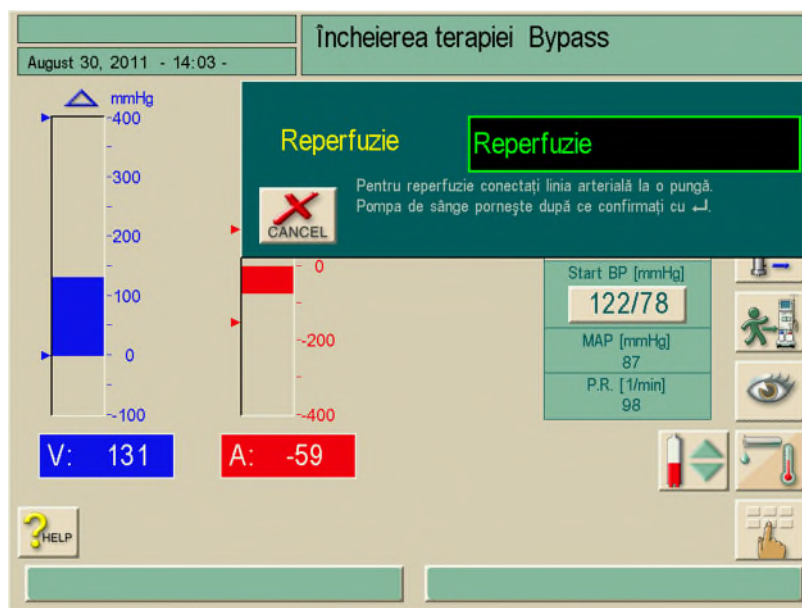 Încheierea terapiei Bypass
August 30, 2011 - 14:03 -
mmHg
400
-300
-200
-100
- 0
-100
Reperfuzie
Reperfuzie
Pentru reperfuzie conectați linia arterială la o pungă.
Pompa de sânge pornește după ce confirmați cu ↵.
CANCEL
0
-200
-400
Start BP [mmHg]
122/78
MAP [mmHg]
87
P.R. [1/min]
98
V: 131
A: -59
?HELP